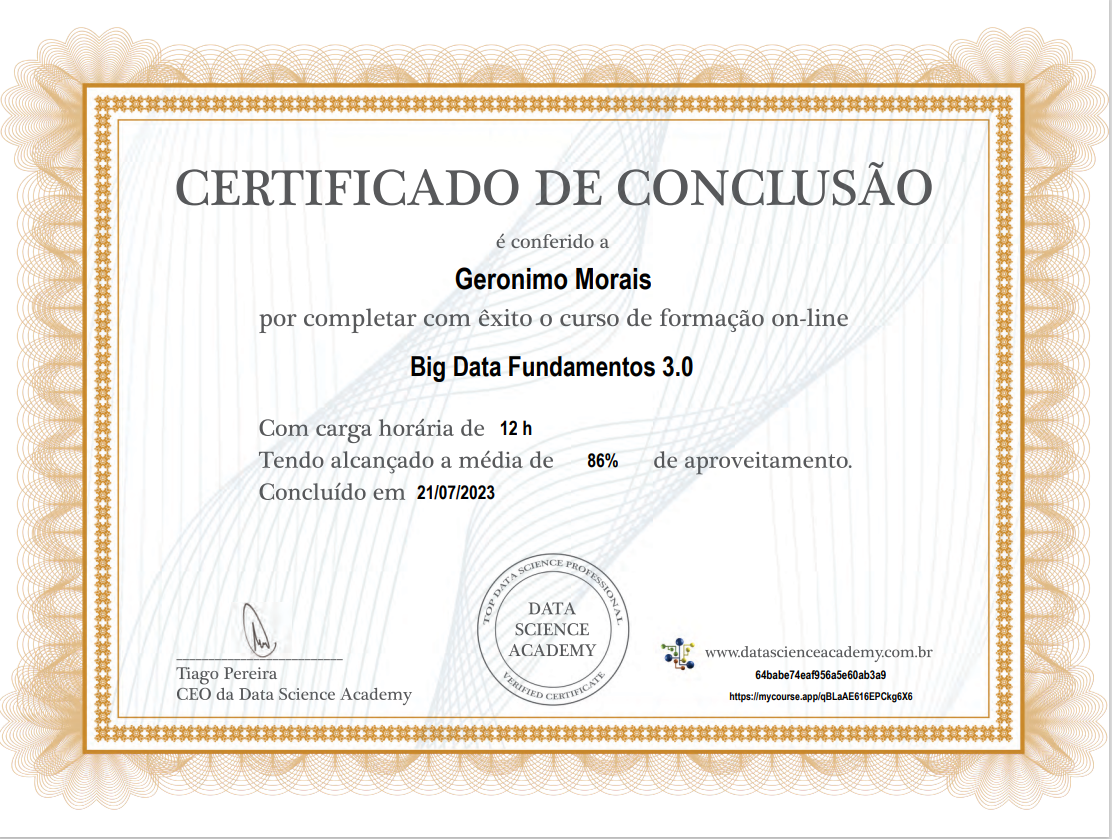 CERTIFICADO DE CONCLUSÃO
é conferido a
Geronimo Morais
por completar com êxito o curso de formação on-line
Big Data Fundamentos 3.0
Com carga horária de 12 h
Tendo alcançado a média de 86% de aproveitamento.
Concluído em 21/07/2023
TOP DATA SCIENCE PROFESSIONAL
DATA
SCIENCE
ACADEMY
VERIFIED CERTIFICATE
Tiago Pereira
CEO da Data Science Academy
www.datascienceacademy.com.br
64babe74eaf956a5e60ab3a9
https://mycourse.app/qBLaAE616EPCkg6X6